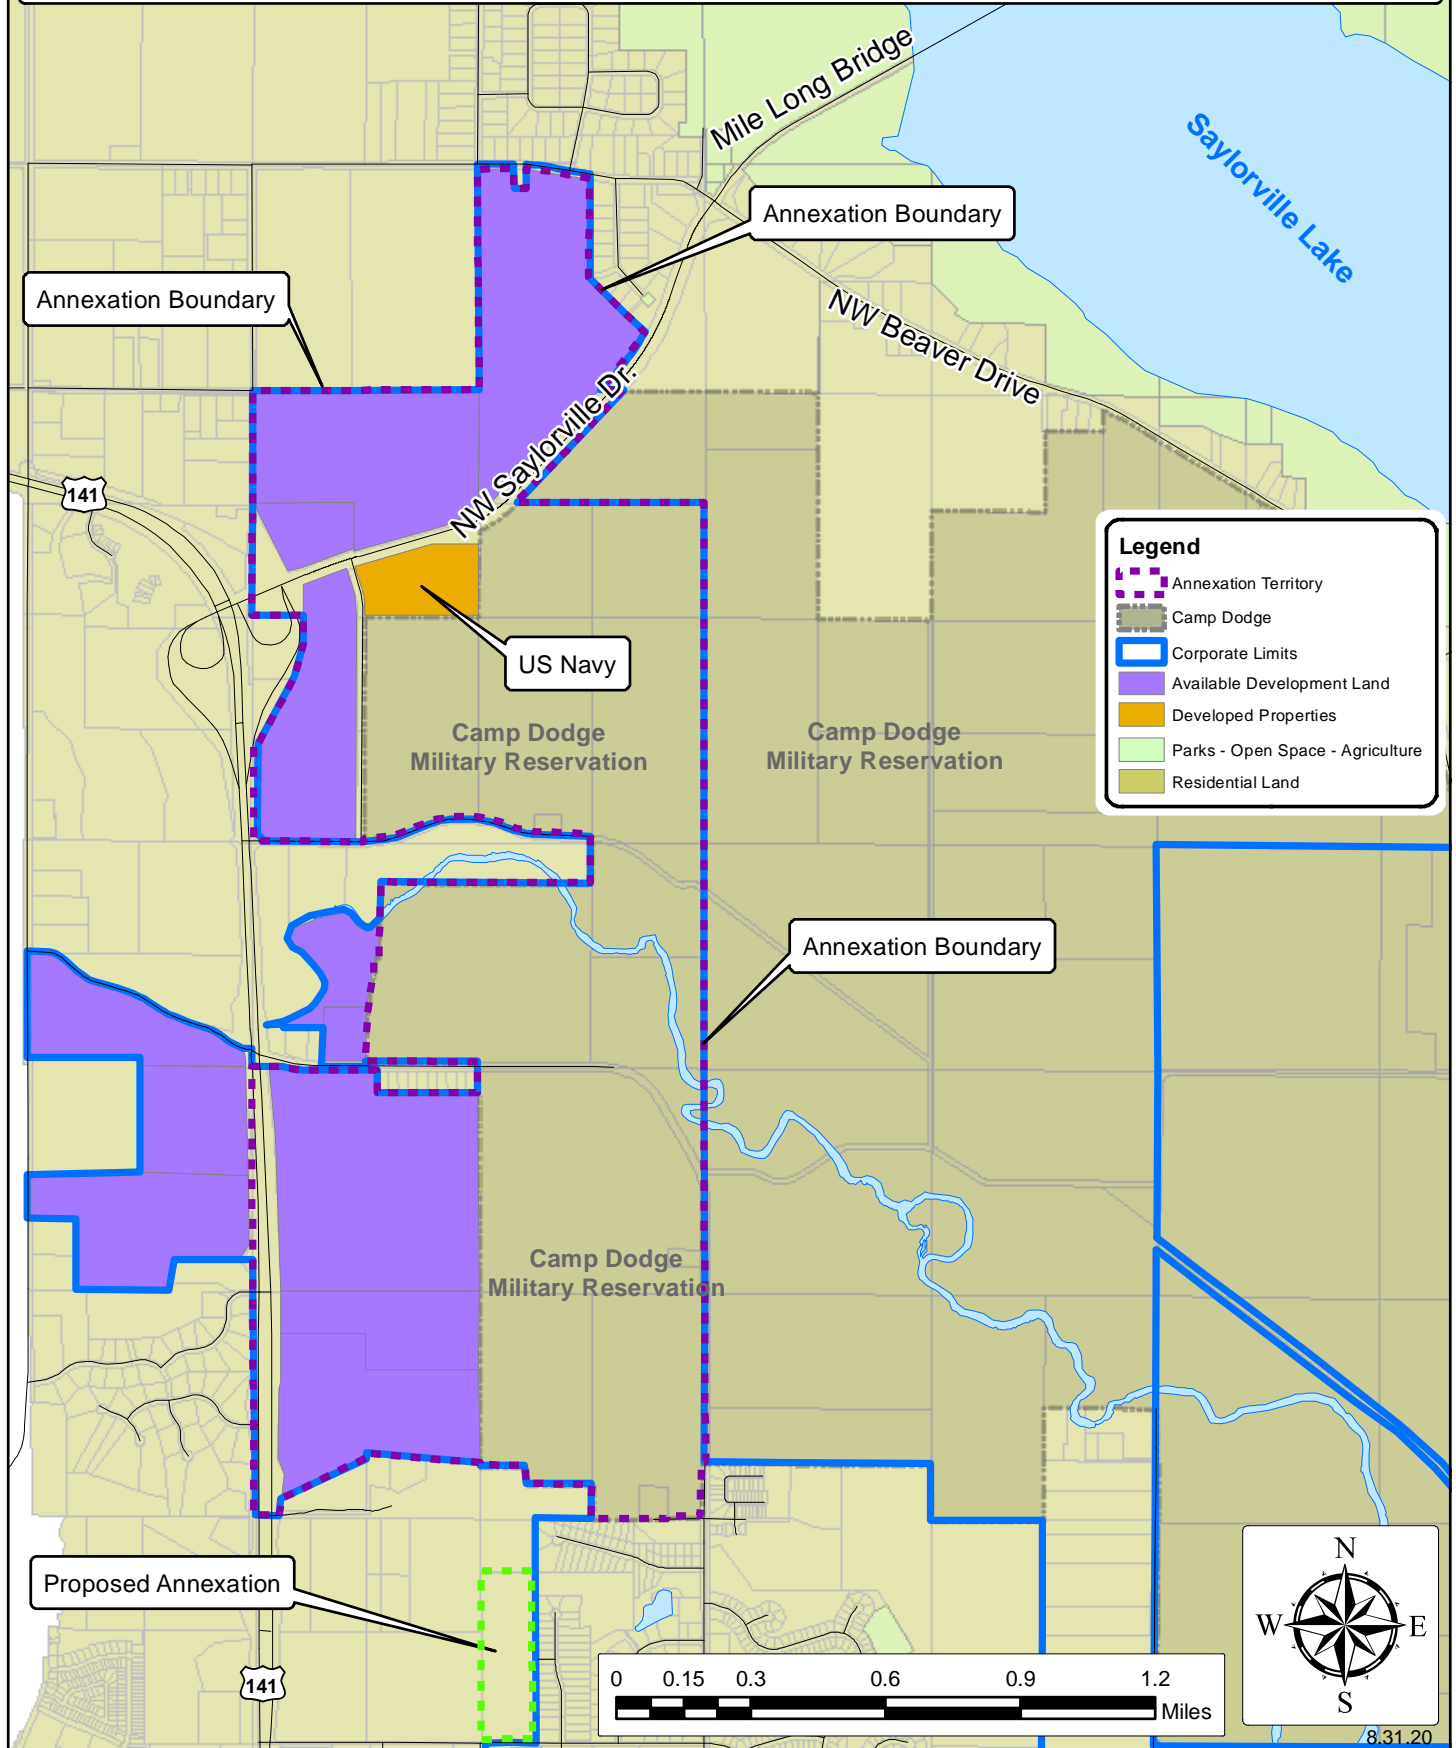 Mile Long Bridge
Saylorville Lake
Annexation Boundary
Annexation Boundary
NW Beaver Drive
NW Saylorville Dr.
141
Legend
Annexation Territory
Camp Dodge
Corporate Limits
Available Development Land
Developed Properties
Parks - Open Space - Agriculture
Residential Land
US Navy
Camp Dodge
Military Reservation
Camp Dodge
Military Reservation
Annexation Boundary
Camp Dodge
Military Reservation
Proposed Annexation
141
0 0.15 0.3 0.6 0.9 1.2
Miles
N
W E
S
8.31.20